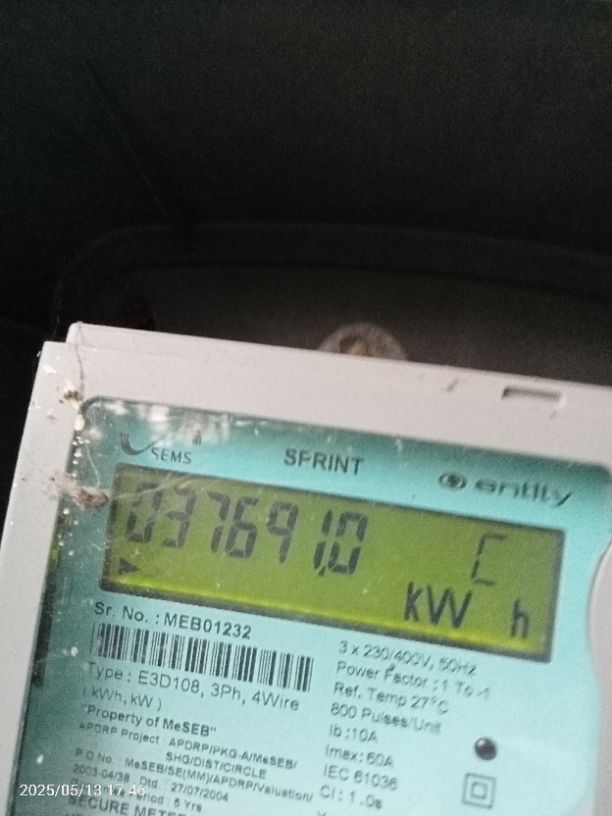 SEMS
SPRINT
entity
037691.0 C
kW h
Sr. No. : MEB01232
Type : E3D108, 3Ph, 4Wire
( kWh, kW )
"Property of MeSEB"
APDRP Project : APDRP/PKG-A/MeSEB/
SHG/DIST/CIRCLE
P O No. : MeSEB/SE(MM)/APDRP/Valuation/
2003-04/38 Dtd : 27/07/2004
Period : 5 Yrs
SECURE
3 x 230/400V, 50Hz
Power Factor : 1 To -1
Ref. Temp 27°C
800 Pulses/Unit
Ib :10A
Imax: 60A
IEC 61036
Cl : 1.0s
2025/05/13 17:46